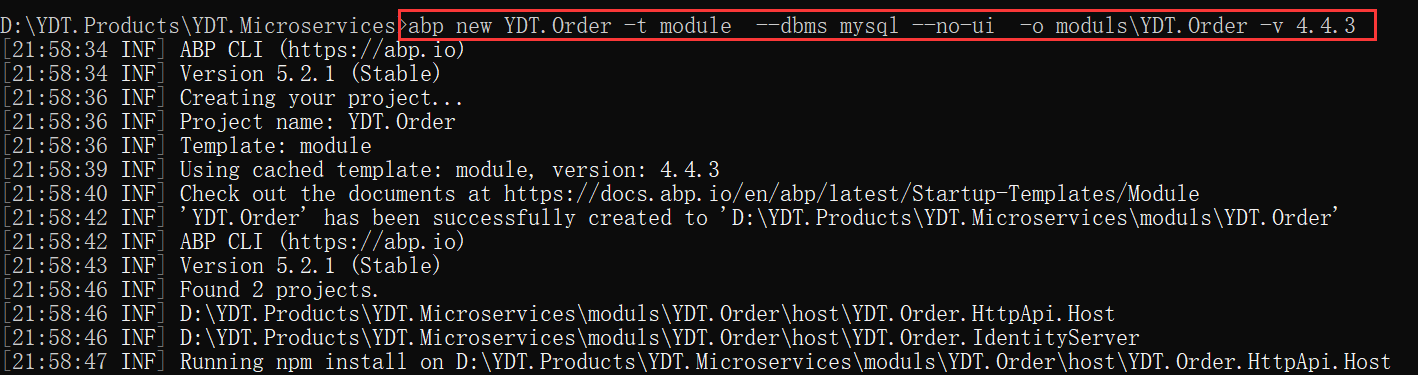 D:\YDT.Products\YDT.Microservices>abp new YDT.Order -t module  --dbms mysql --no-ui  -o moduls\YDT.Order -v 4.4.3
[21:58:34 INF] ABP CLI (https://abp.io)
[21:58:34 INF] Version 5.2.1 (Stable)
[21:58:36 INF] Creating your project...
[21:58:36 INF] Project name: YDT.Order
[21:58:36 INF] Template: module
[21:58:39 INF] Using cached template: module, version: 4.4.3
[21:58:40 INF] Check out the documents at https://docs.abp.io/en/abp/latest/Startup-Templates/Module
[21:58:42 INF] 'YDT.Order' has been successfully created to 'D:\YDT.Products\YDT.Microservices\moduls\YDT.Order'
[21:58:42 INF] ABP CLI (https://abp.io)
[21:58:43 INF] Version 5.2.1 (Stable)
[21:58:46 INF] Found 2 projects.
[21:58:46 INF] D:\YDT.Products\YDT.Microservices\moduls\YDT.Order\host\YDT.Order.HttpApi.Host
[21:58:46 INF] D:\YDT.Products\YDT.Microservices\moduls\YDT.Order\host\YDT.Order.IdentityServer
[21:58:47 INF] Running npm install on D:\YDT.Products\YDT.Microservices\moduls\YDT.Order\host\YDT.Order.HttpApi.Host